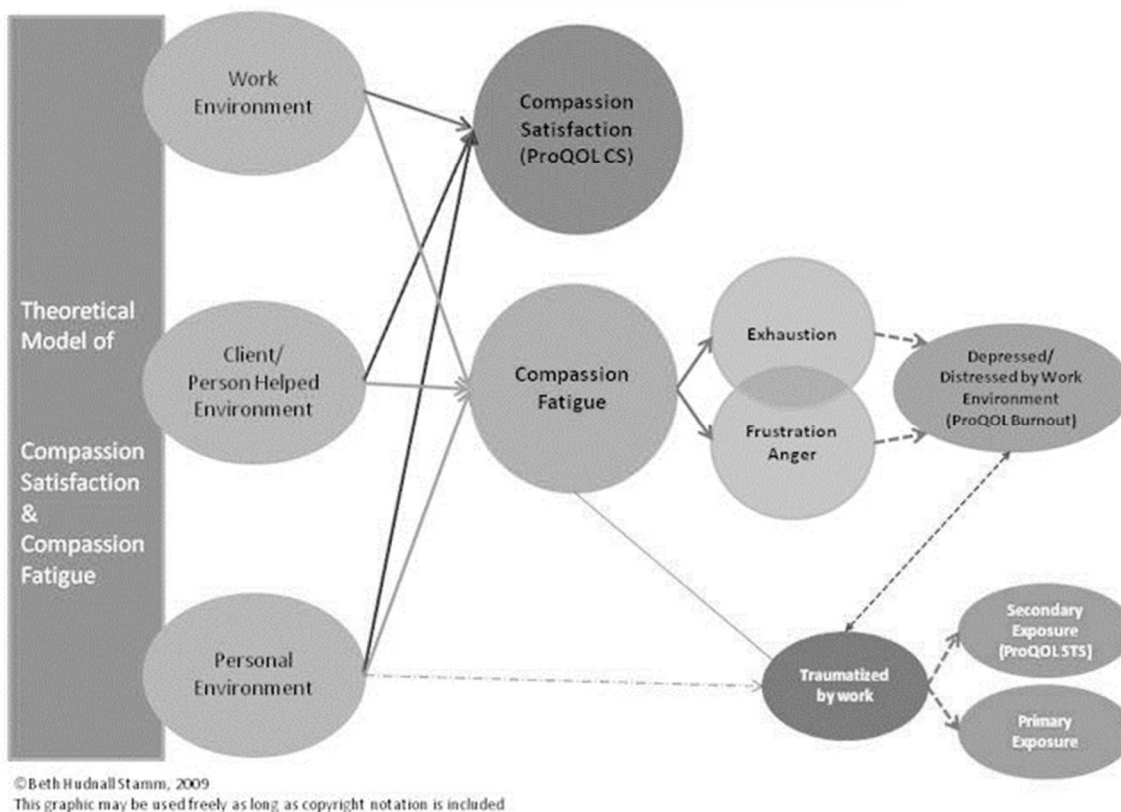 Theoretical
Model of
Compassion
Satisfaction
&
Compassion
Fatigue
Work
Environment
Client/
Person Helped
Environment
Personal
Environment
Compassion
Satisfaction
(ProQOL CS)
Compassion
Fatigue
Exhaustion
Frustration
Anger
Depressed/
Distressed by Work
Environment
(ProQOL Burnout)
Traumatized
by work
Secondary
Exposure
(ProQOL STS)
Primary
Exposure
©Beth Hudnall Stamm, 2009
This graphic may be used freely as long as copyright notation is included